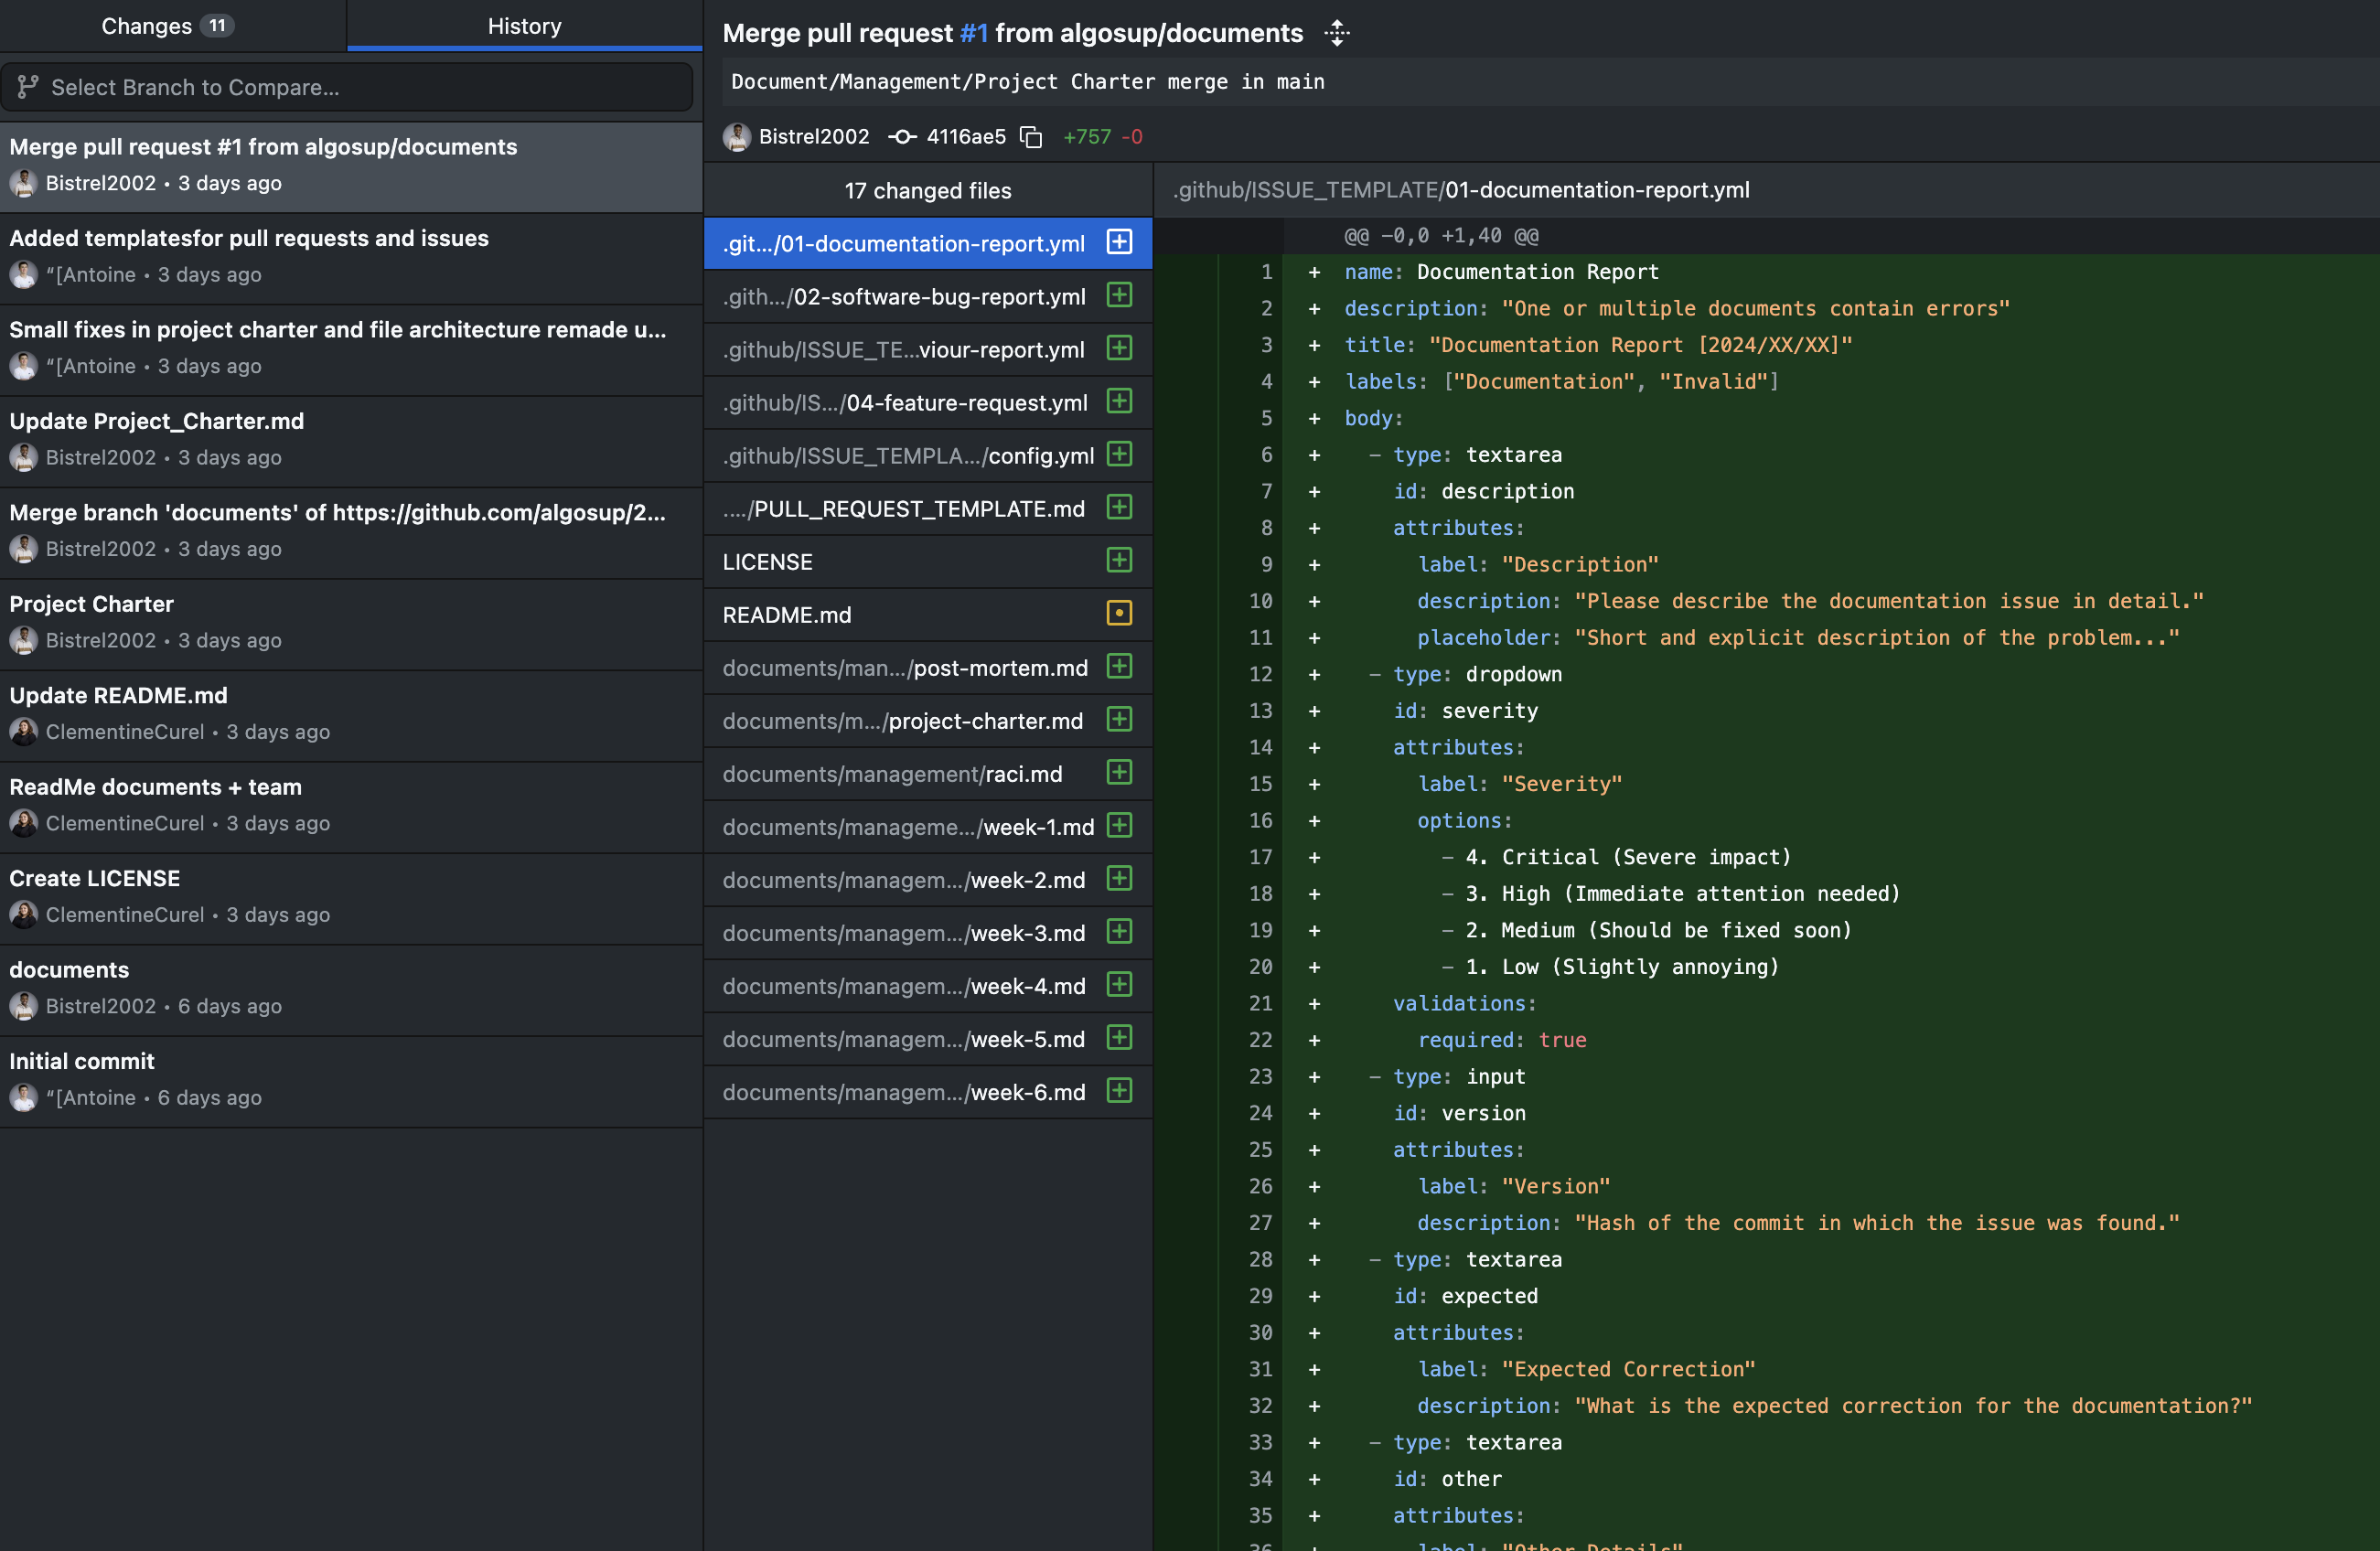 Changes 11
History
Select Branch to Compare...
Merge pull request #1 from algosup/documents
Bistrel2002 • 3 days ago
Added templatesfor pull requests and issues
“[Antoine • 3 days ago
Small fixes in project charter and file architecture remade u...
“[Antoine • 3 days ago
Update Project_Charter.md
Bistrel2002 • 3 days ago
Merge branch 'documents' of https://github.com/algosup/2...
Bistrel2002 • 3 days ago
Project Charter
Bistrel2002 • 3 days ago
Update README.md
ClementineCurel • 3 days ago
ReadMe documents + team
ClementineCurel • 3 days ago
Create LICENSE
ClementineCurel • 3 days ago
documents
Bistrel2002 • 6 days ago
Initial commit
“[Antoine • 6 days ago
Merge pull request #1 from algosup/documents
Document/Management/Project Charter merge in main
Bistrel2002 4116ae5 +757 -0
17 changed files
.git.../01-documentation-report.yml
.gith.../02-software-bug-report.yml
.github/ISSUE_TE...viour-report.yml
.github/IS.../04-feature-request.yml
.github/ISSUE_TEMPLA.../config.yml
..../PULL_REQUEST_TEMPLATE.md
LICENSE
README.md
documents/man.../post-mortem.md
documents/m.../project-charter.md
documents/management/raci.md
documents/manageme.../week-1.md
documents/managem.../week-2.md
documents/managem.../week-3.md
documents/managem.../week-4.md
documents/managem.../week-5.md
documents/managem.../week-6.md
.github/ISSUE_TEMPLATE/01-documentation-report.yml
@@ -0,0 +1,40 @@
1 + name: Documentation Report
2 + description: "One or multiple documents contain errors"
3 + title: "Documentation Report [2024/XX/XX]"
4 + labels: ["Documentation", "Invalid"]
5 + body:
6 + - type: textarea
7 + id: description
8 + attributes:
9 + label: "Description"
10 + description: "Please describe the documentation issue in detail."
11 + placeholder: "Short and explicit description of the problem..."
12 + - type: dropdown
13 + id: severity
14 + attributes:
15 + label: "Severity"
16 + options:
17 + - 4. Critical (Severe impact)
18 + - 3. High (Immediate attention needed)
19 + - 2. Medium (Should be fixed soon)
20 + - 1. Low (Slightly annoying)
21 + validations:
22 + required: true
23 + - type: input
24 + id: version
25 + attributes:
26 + label: "Version"
27 + description: "Hash of the commit in which the issue was found."
28 + - type: textarea
29 + id: expected
30 + attributes:
31 + label: "Expected Correction"
32 + description: "What is the expected correction for the documentation?"
33 + - type: textarea
34 + id: other
35 + attributes:
36 + label: "Other Details"